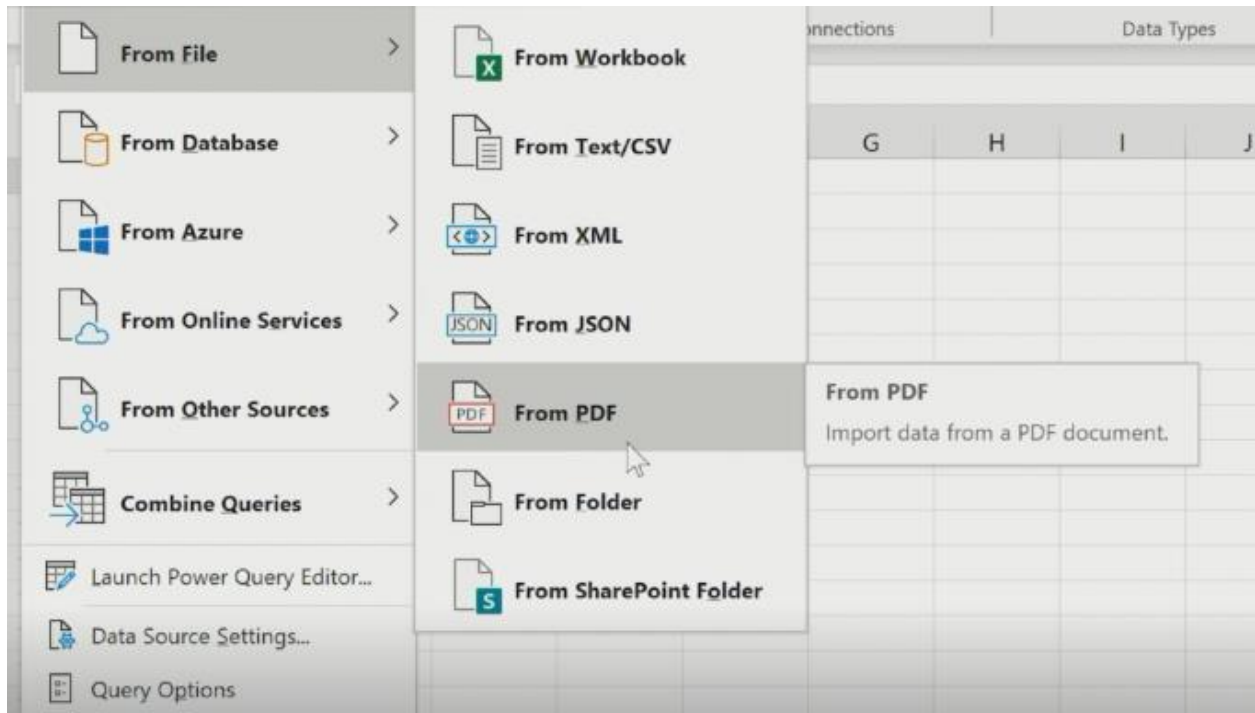 From File
From Database
From Azure
From Online Services
From Other Sources
Combine Queries
Launch Power Query Editor...
Data Source Settings...
Query Options
From Workbook
From Text/CSV
From XML
JSON
From JSON
PDF
From PDF
From Folder
From SharePoint Folder
Data Types
G H I J
From PDF
Import data from a PDF document.